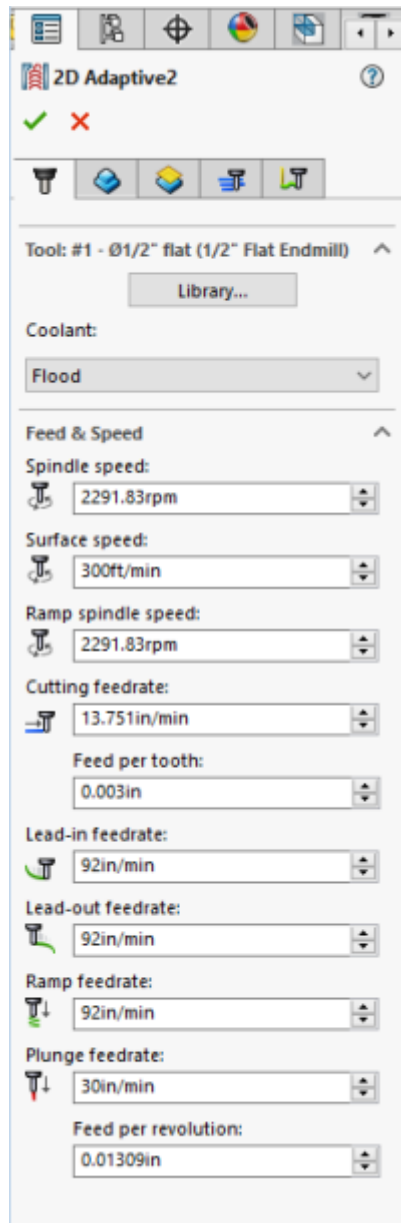 2D Adaptive2
Tool: #1 - Ø1/2" flat (1/2" Flat Endmill)
Library...
Coolant:
Flood
Feed & Speed
Spindle speed:
2291.83rpm
Surface speed:
300ft/min
Ramp spindle speed:
2291.83rpm
Cutting feedrate:
13.751in/min
Feed per tooth:
0.003in
Lead-in feedrate:
92in/min
Lead-out feedrate:
92in/min
Ramp feedrate:
92in/min
Plunge feedrate:
30in/min
Feed per revolution:
0.01309in